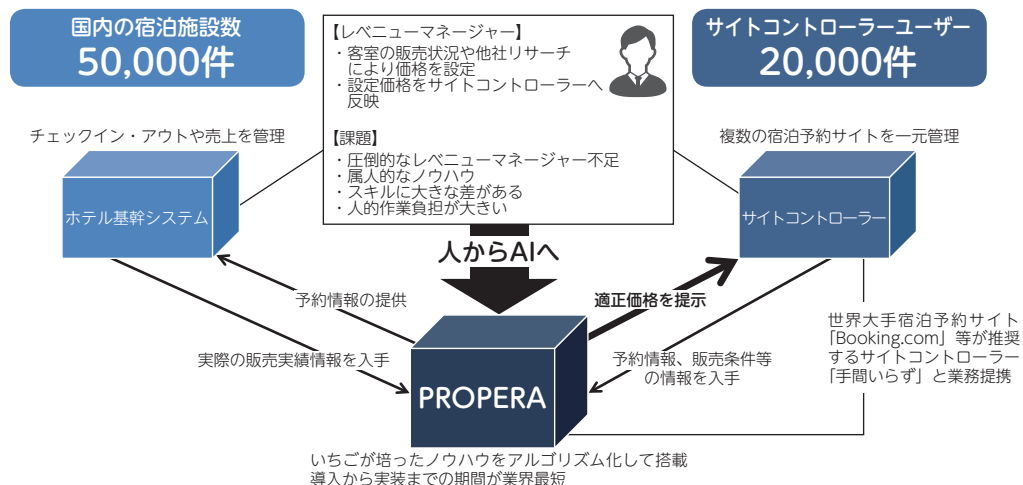 国内の宿泊施設数
50,000件
【レベニューマネージャー】
・客室の販売状況や他社リサーチ
により価格を設定
・設定価格をサイトコントローラーへ
反映
【課題】
・圧倒的なレベニューマネージャー不足
・属人的なノウハウ
・スキルに大きな差がある
・人的作業負担が大きい
サイトコントローラーユーザー
20,000件
チェックイン・アウトや売上を管理
複数の宿泊予約サイトを一元管理
ホテル基幹システム
サイトコントローラー
人からAIへ
予約情報の提供
適正価格を提示
実際の販売実績情報を入手
予約情報、販売条件等
の情報を入手
世界大手宿泊予約サイト
「Booking.com」等が推奨
するサイトコントローラー
「手間いらず」と業務提携
PROPERA
いちごが培ったノウハウをアルゴリズム化して搭載
導入から実装までの期間が業界最短